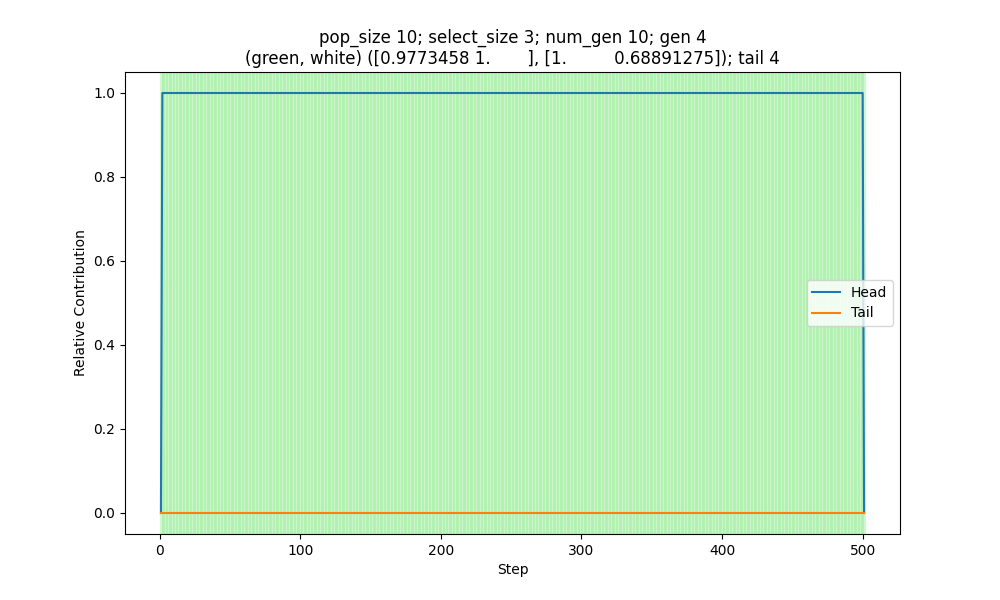 pop_size 10; select_size 3; num_gen 10; gen 4
(green, white) ([0.9773458 1.       ], [1.         0.68891275]); tail 4
1.0
0.8
0.6
0.4
0.2
0.0
Relative Contribution
Head
Tail
0 100 200 300 400 500
Step